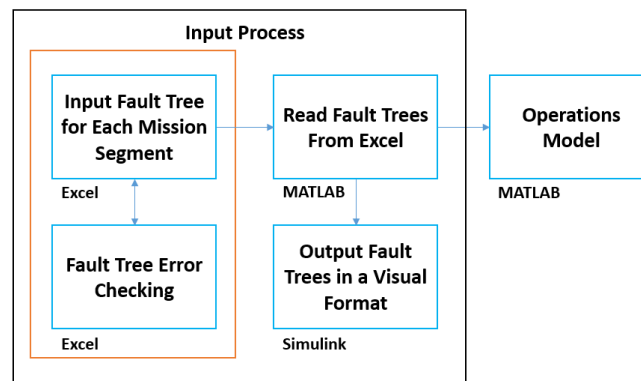 Input Process
Input Fault Tree
for Each Mission
Segment
Excel
Read Fault Trees
From Excel
MATLAB
Operations
Model
MATLAB
Fault Tree Error
Checking
Excel
Output Fault
Trees in a Visual
Format
Simulink